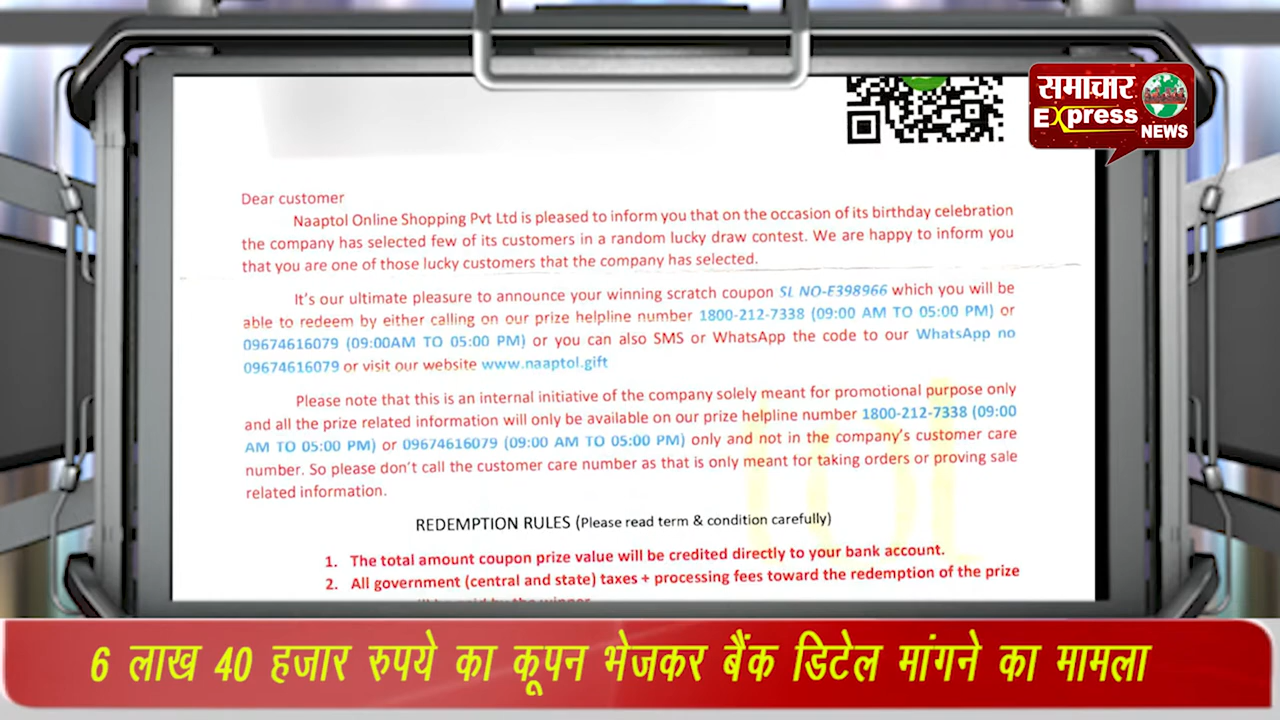 समाचार
Express
NEWS
Dear customer
Naaptol Online Shopping Pvt Ltd is pleased to inform you that on the occasion of its birthday celebration
the company has selected few of its customers in a random lucky draw contest. We are happy to inform you
that you are one of those lucky customers that the company has selected.
It's our ultimate pleasure to announce your winning scratch coupon SL NO-E398966 which you will be
able to redeem by either calling on our prize helpline number 1800-212-7338 (09:00 AM TO 05:00 PM) or
09674616079 (09:00AM TO 05:00 PM) or you can also SMS or WhatsApp the code to our WhatsApp no
09674616079 or visit our website www.naaptol.gift
Please note that this is an internal initiative of the company solely meant for promotional purpose only
and all the prize related information will only be available on our prize helpline number 1800-212-7338 (09:00
AM TO 05:00 PM) or 09674616079 (09:00 AM TO 05:00 PM) only and not in the company's customer care
number. So please don't call the customer care number as that is only meant for taking orders or proving sale
related information.
REDEMPTION RULES (Please read term & condition carefully)
1. The total amount coupon prize value will be credited directly to your bank account.
2. All government (central and state) taxes + processing fees toward the redemption of the prize
6 लाख 40 हजार रुपये का कूपन भेजकर बैंक डिटेल मांगने का मामला